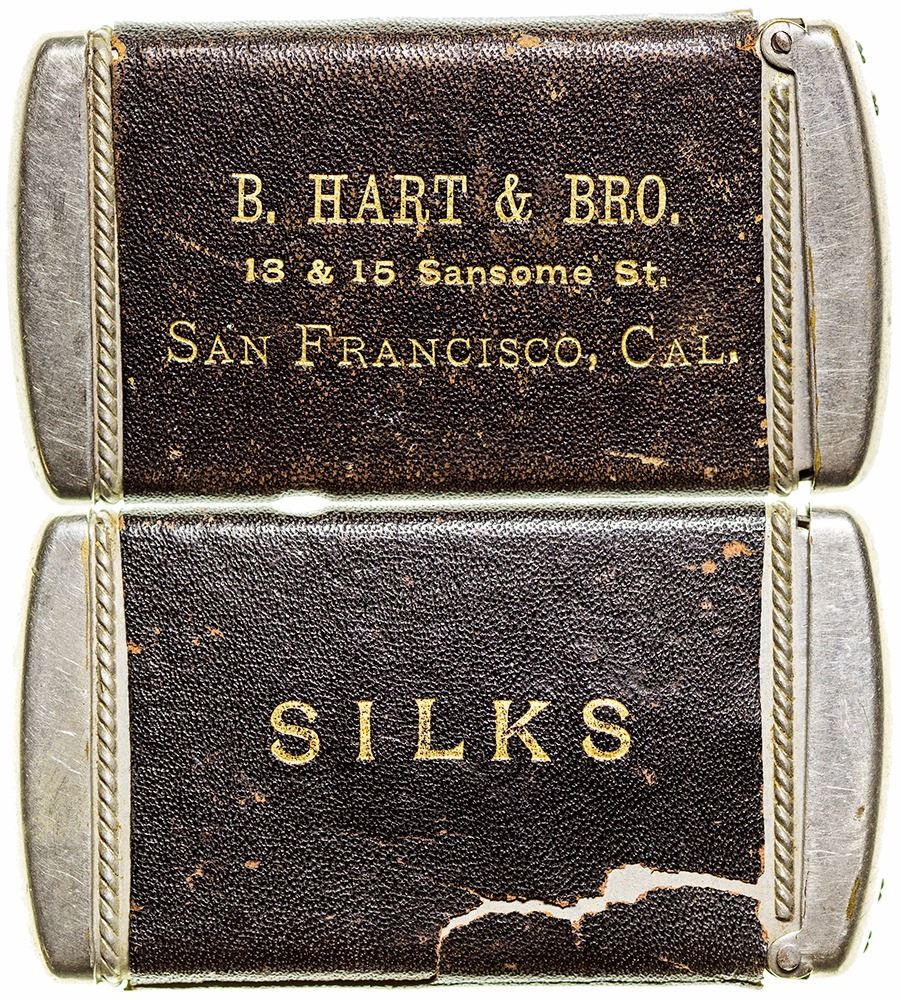 B. HART & BRO.
13 & 15 Sansome St.
SAN FRANCISCO, CAL.
SILKS